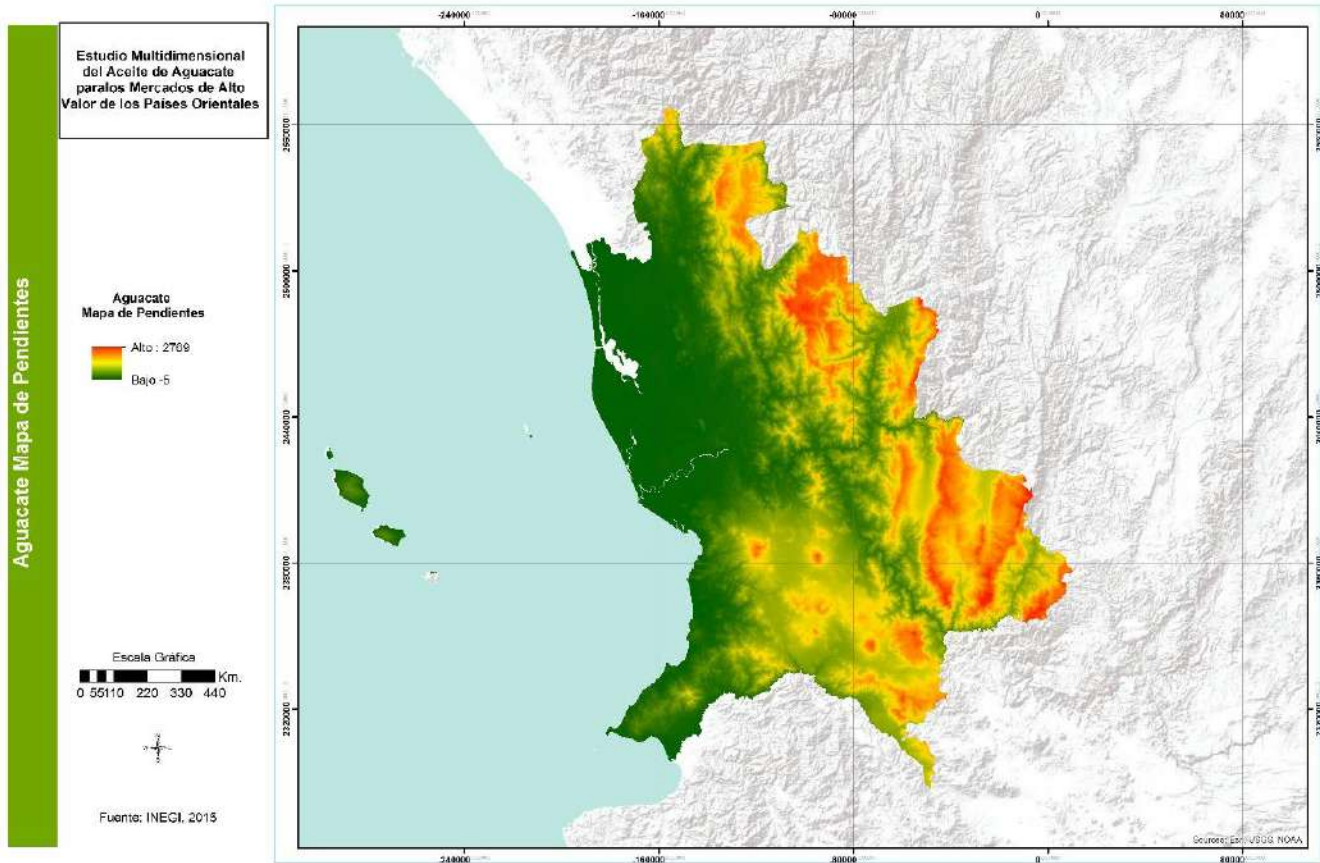 Aguacate Mapa de Pendientes
Estudio Multidimensional
del Aceite de Aguacate
paralos Mercados de Alto
Valor de los Países Orientales
Aguacate
Mapa de Pendientes
Alto : 2769
Bajo -5
Escala Gráfica
0 55110 220 330 440 Km.
Fuente: INEGI, 2015
-240000 -160000 -80000 0 80000
2560000
2500000
2440000
2380000
2320000
-240000 -160000 -80000 0 80000
Sources: Esri, USGS, NOAA